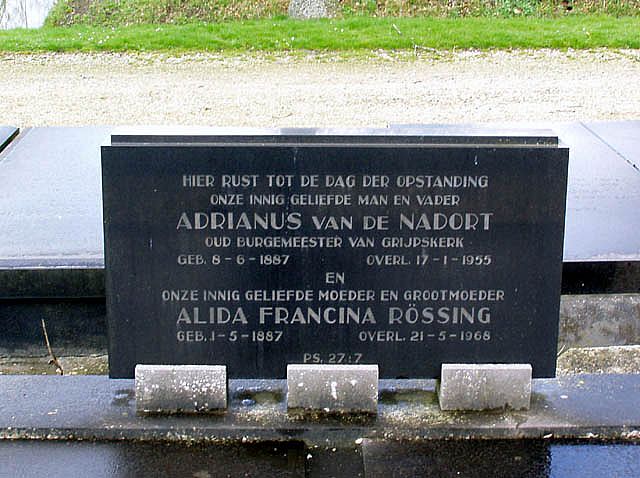 HIER RUST TOT DE DAG DER OPSTANDING
ONZE INNIG GELIEFDE MAN EN VADER
ADRIANUS VAN DE NADORT
OUD BURGEMEESTER VAN GRIJPSKERK
GEB. 8-6-1887 OVERL. 17-1-1955
EN
ONZE INNIG GELIEFDE MOEDER EN GROOTMOEDER
ALIDA FRANCINA RÖSSING
GEB. 1-5-1887 OVERL. 21-5-1968
PS. 27:7